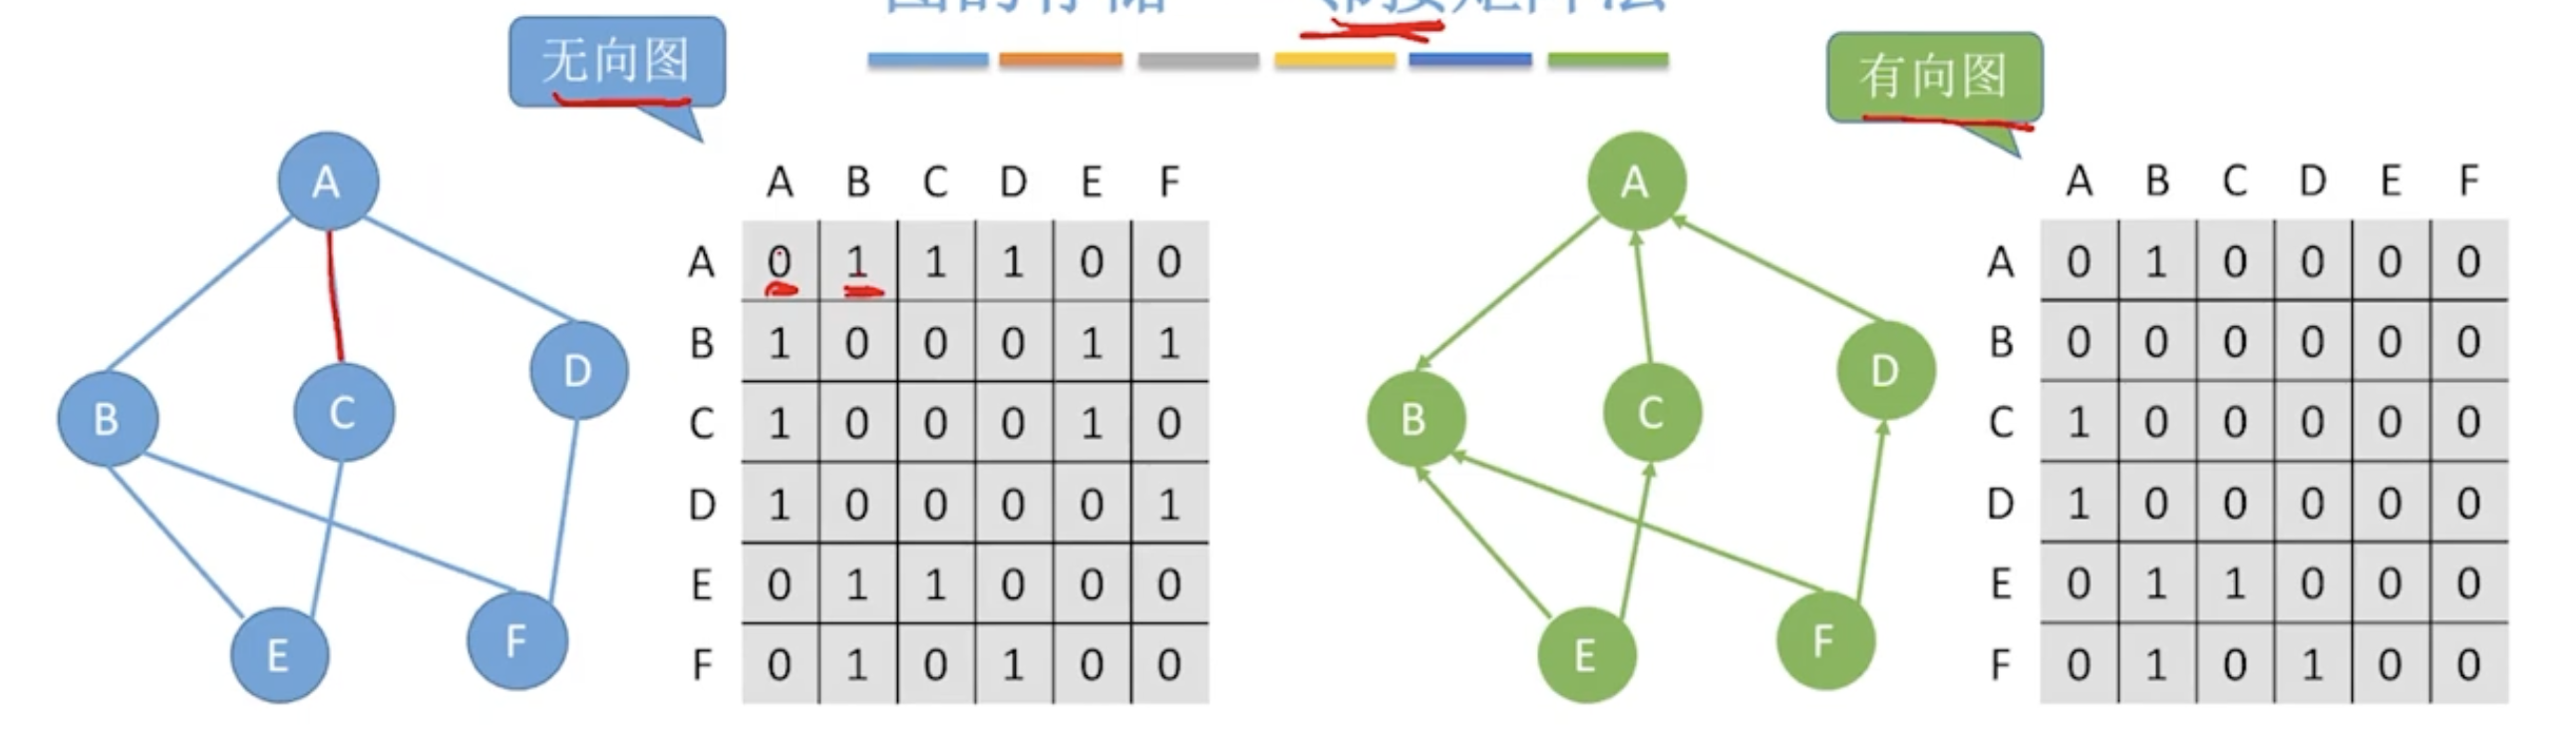 无向图
有向图
A
B
C
D
E
F
A B C D E F
A 0 1 1 1 0 0
B 1 0 0 0 1 1
C 1 0 0 0 1 0
D 1 0 0 0 0 1
E 0 1 1 0 0 0
F 0 1 0 1 0 0
A
B
C
D
E
F
A B C D E F
A 0 1 0 0 0 0
B 0 0 0 0 0 0
C 1 0 0 0 0 0
D 1 0 0 0 0 0
E 0 1 1 0 0 0
F 0 1 0 1 0 0